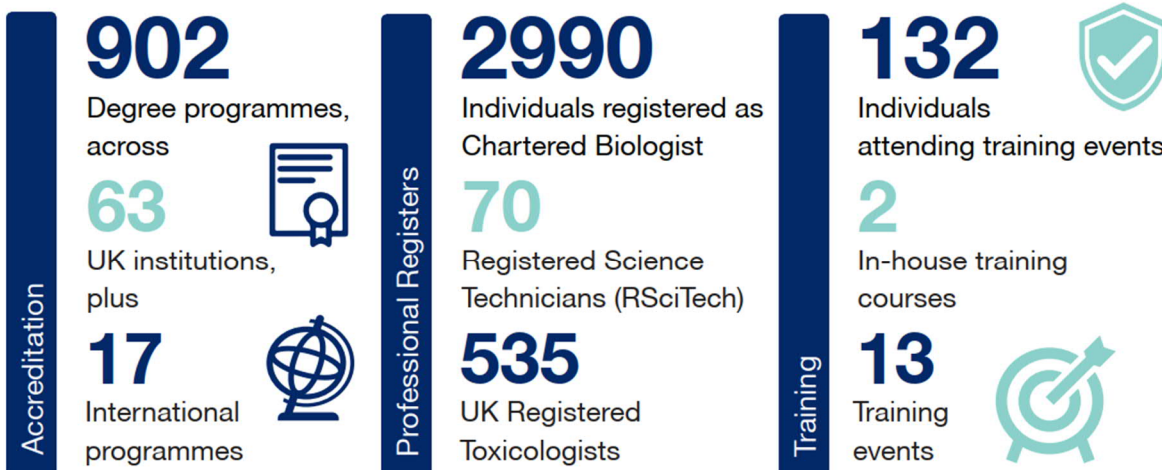 Accreditation
902
Degree programmes,
across
63
UK institutions,
plus
17
International
programmes
Professional Registers
2990
Individuals registered as
Chartered Biologist
70
Registered Science
Technicians (RSciTech)
535
UK Registered
Toxicologists
Training
132
Individuals
attending training events
2
In-house training
courses
13
Training
events